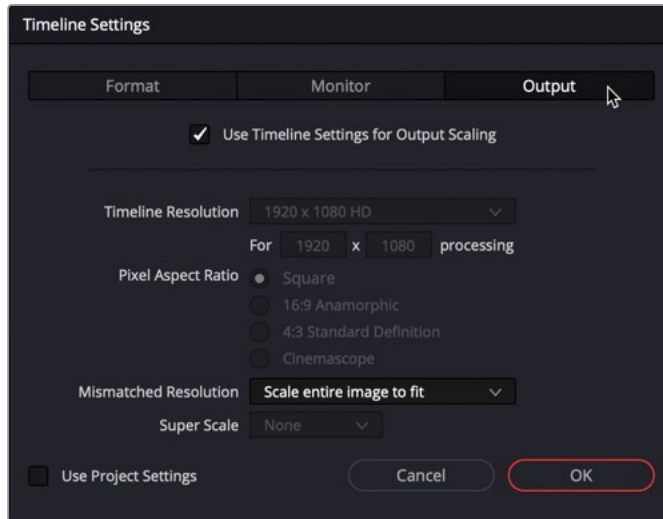 Timeline Settings
Format Monitor Output
Use Timeline Settings for Output Scaling
Timeline Resolution 1920 x 1080 HD
For 1920 x 1080 processing
Pixel Aspect Ratio Square
16:9 Anamorphic
4:3 Standard Definition
Cinemascope
Mismatched Resolution Scale entire image to fit
Super Scale None
Use Project Settings Cancel OK